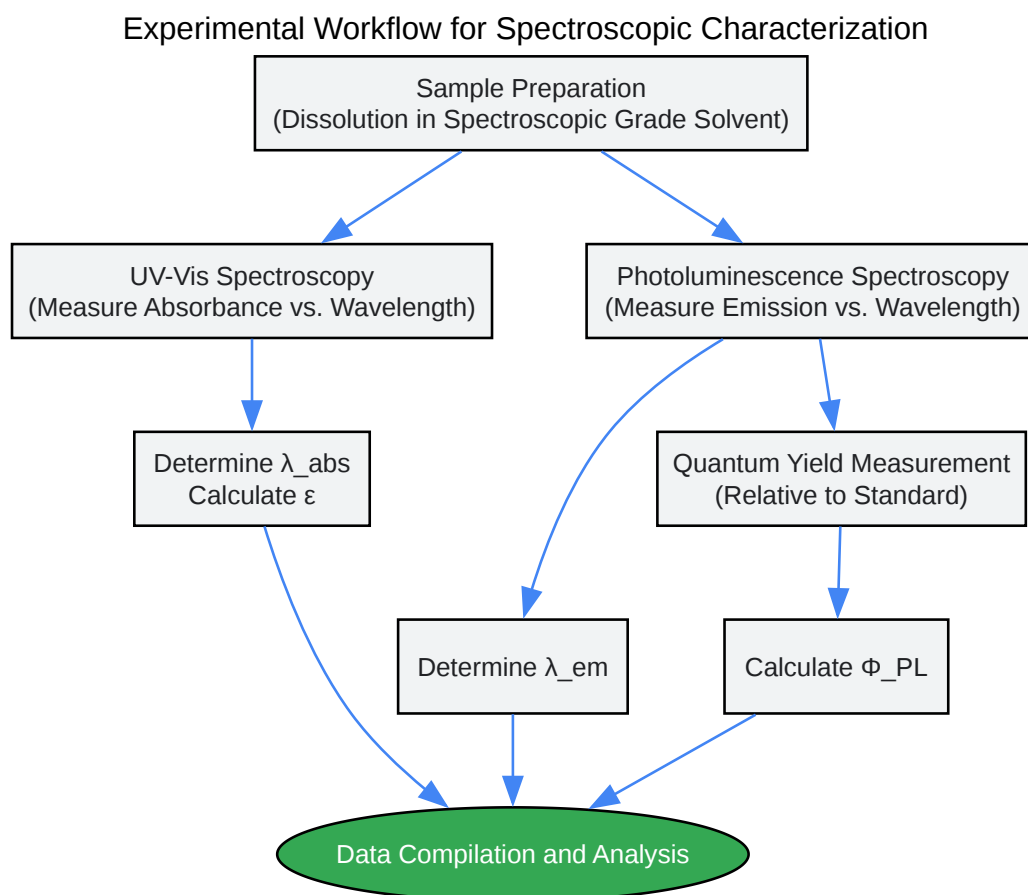 Experimental Workflow for Spectroscopic Characterization
Sample Preparation
(Dissolution in Spectroscopic Grade Solvent)
UV-Vis Spectroscopy
(Measure Absorbance vs. Wavelength)
Photoluminescence Spectroscopy
(Measure Emission vs. Wavelength)
Determine λ_abs
Calculate ε
Quantum Yield Measurement
(Relative to Standard)
Determine λ_em
Calculate Φ_PL
Data Compilation and Analysis